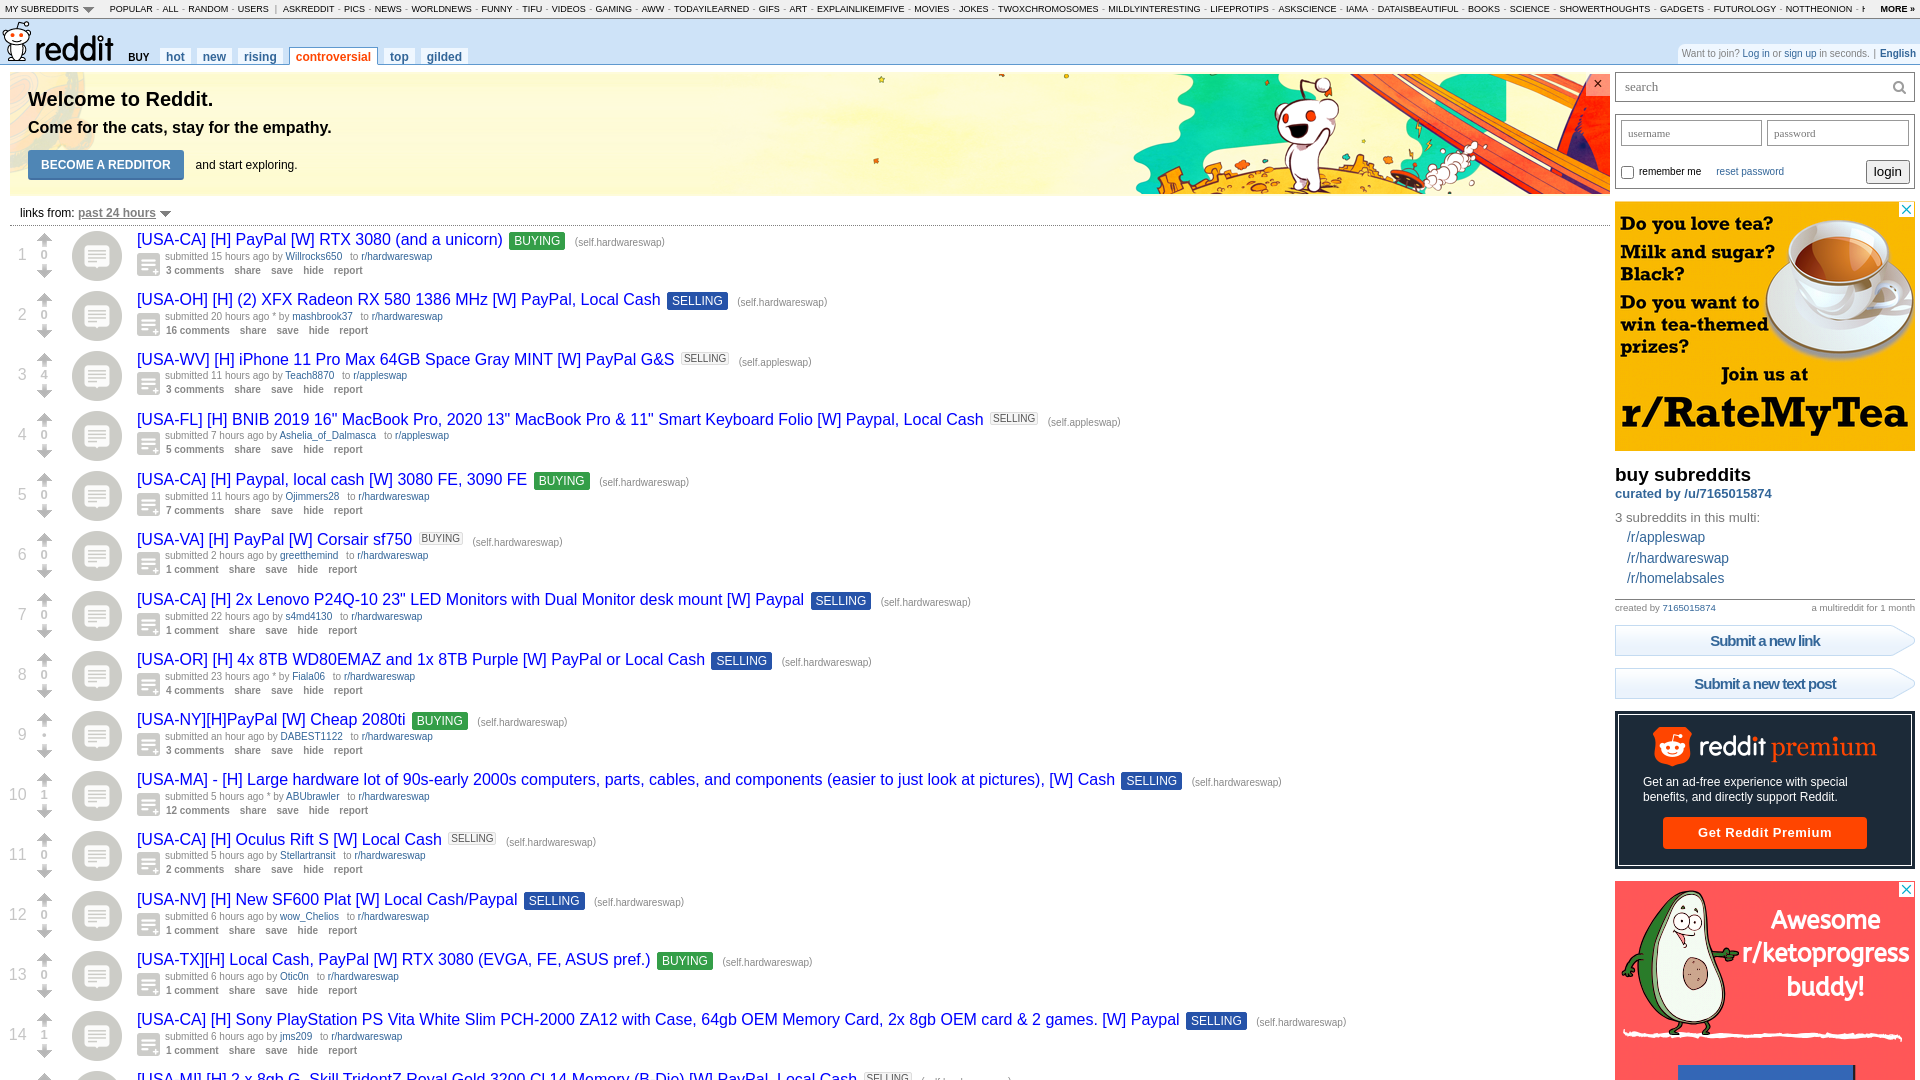 MY SUBREDDITS POPULAR - ALL - RANDOM - USERS | ASKREDDIT - PICS - NEWS - WORLDNEWS - FUNNY - TIFU - VIDEOS - GAMING - AWW - TODAYILEARNED - GIFS - ART - EXPLAINLIKEIMFIVE - MOVIES - JOKES - TWOXCHROMOSOMES - MILDLYINTERESTING - LIFEPROTIPS - ASKSCIENCE - IAMA - DATAISBEAUTIFUL - BOOKS - SCIENCE - SHOWERTHOUGHTS - GADGETS - FUTUROLOGY - NOTTHEONION - MORE »
reddit BUY hot new rising controversial top gilded
Want to join? Log in or sign up in seconds. | English
Welcome to Reddit.
Come for the cats, stay for the empathy.
BECOME A REDDITOR and start exploring.
×
links from: past 24 hours
1 0 [USA-CA] [H] PayPal [W] RTX 3080 (and a unicorn) BUYING (self.hardwareswap)
submitted 15 hours ago by Willrocks650 to r/hardwareswap
3 comments share save hide report
2 0 [USA-OH] [H] (2) XFX Radeon RX 580 1386 MHz [W] PayPal, Local Cash SELLING (self.hardwareswap)
submitted 20 hours ago * by mashbrook37 to r/hardwareswap
16 comments share save hide report
3 4 [USA-WV] [H] iPhone 11 Pro Max 64GB Space Gray MINT [W] PayPal G&S SELLING (self.appleswap)
submitted 11 hours ago by Teach8870 to r/appleswap
3 comments share save hide report
4 0 [USA-FL] [H] BNIB 2019 16" MacBook Pro, 2020 13" MacBook Pro & 11" Smart Keyboard Folio [W] Paypal, Local Cash SELLING (self.appleswap)
submitted 7 hours ago by Ashelia_of_Dalmasca to r/appleswap
5 comments share save hide report
5 0 [USA-CA] [H] Paypal, local cash [W] 3080 FE, 3090 FE BUYING (self.hardwareswap)
submitted 11 hours ago by Ojimmers28 to r/hardwareswap
7 comments share save hide report
6 0 [USA-VA] [H] PayPal [W] Corsair sf750 BUYING (self.hardwareswap)
submitted 2 hours ago by greetthemind to r/hardwareswap
1 comment share save hide report
7 0 [USA-CA] [H] 2x Lenovo P24Q-10 23" LED Monitors with Dual Monitor desk mount [W] Paypal SELLING (self.hardwareswap)
submitted 22 hours ago by s4md4130 to r/hardwareswap
1 comment share save hide report
8 0 [USA-OR] [H] 4x 8TB WD80EMAZ and 1x 8TB Purple [W] PayPal or Local Cash SELLING (self.hardwareswap)
submitted 23 hours ago * by Fiala06 to r/hardwareswap
4 comments share save hide report
9 • [USA-NY][H]PayPal [W] Cheap 2080ti BUYING (self.hardwareswap)
submitted an hour ago by DABEST1122 to r/hardwareswap
3 comments share save hide report
10 1 [USA-MA] - [H] Large hardware lot of 90s-early 2000s computers, parts, cables, and components (easier to just look at pictures), [W] Cash SELLING (self.hardwareswap)
submitted 5 hours ago * by ABUbrawler to r/hardwareswap
12 comments share save hide report
11 0 [USA-CA] [H] Oculus Rift S [W] Local Cash SELLING (self.hardwareswap)
submitted 5 hours ago by Stellartransit to r/hardwareswap
2 comments share save hide report
12 0 [USA-NV] [H] New SF600 Plat [W] Local Cash/Paypal SELLING (self.hardwareswap)
submitted 6 hours ago by wow_Chelios to r/hardwareswap
1 comment share save hide report
13 0 [USA-TX][H] Local Cash, PayPal [W] RTX 3080 (EVGA, FE, ASUS pref.) BUYING (self.hardwareswap)
submitted 6 hours ago by Otic0n to r/hardwareswap
1 comment share save hide report
14 1 [USA-CA] [H] Sony PlayStation PS Vita White Slim PCH-2000 ZA12 with Case, 64gb OEM Memory Card, 2x 8gb OEM card & 2 games. [W] Paypal SELLING (self.hardwareswap)
submitted 6 hours ago by jms209 to r/hardwareswap
1 comment share save hide report
[USA-MI] [H] 2 x 8gb G. Skill TridentZ Royal Gold 3200 CL14 Memory (B-Die) [W] PayPal, Local Cash SELLING
search
username password
remember me reset password login
Do you love tea?
Milk and sugar?
Black?
Do you want to
win tea-themed
prizes?
Join us at
r/RateMyTea
buy subreddits
curated by /u/7165015874
3 subreddits in this multi:
/r/appleswap
/r/hardwareswap
/r/homelabsales
created by 7165015874 a multireddit for 1 month
Submit a new link
Submit a new text post
reddit premium
Get an ad-free experience with special
benefits, and directly support Reddit.
Get Reddit Premium
Awesome
r/ketoprogress
buddy!